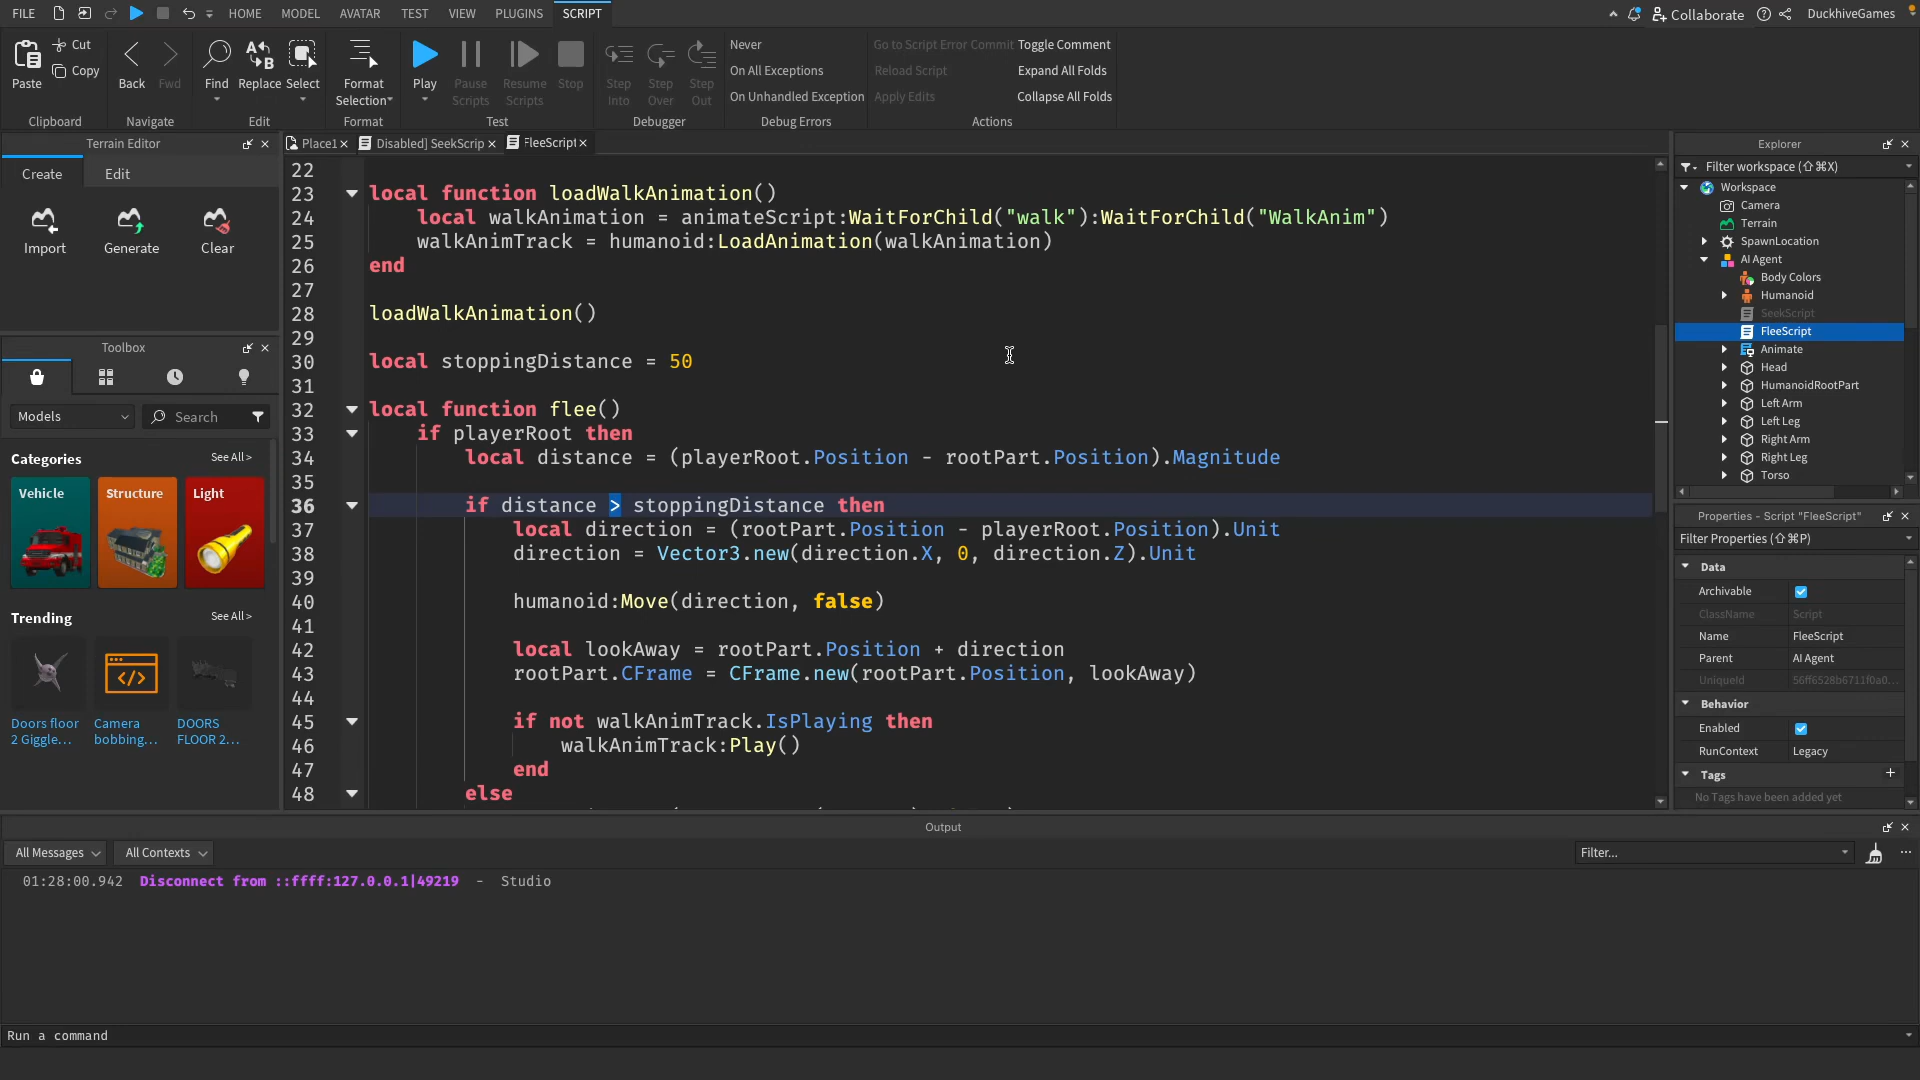 FILE HOME MODEL AVATAR TEST VIEW PLUGINS SCRIPT Collaborate DuckhiveGames
Paste Cut Copy Clipboard
Back Fwd Navigate
Find Replace Select Edit
Format Selection Format
Play Pause Scripts Resume Scripts Stop Test
Step Into Step Over Step Out Debugger
Never
On All Exceptions
On Unhandled Exception
Debug Errors
Go to Script Error Commit Toggle Comment
Reload Script Expand All Folds
Apply Edits Collapse All Folds
Actions
Terrain Editor
Create Edit
Import Generate Clear
Toolbox
Models Search
Categories See All >
Vehicle Structure Light
Trending See All >
Doors floor 2 Giggle...
Camera bobbing...
DOORS FLOOR 2...
Place1 × Disabled] SeekScrip × FleeScript ×
22
23 local function loadWalkAnimation()
24 local walkAnimation = animateScript:WaitForChild("walk"):WaitForChild("WalkAnim")
25 walkAnimTrack = humanoid:LoadAnimation(walkAnimation)
26 end
27
28 loadWalkAnimation()
29
30 local stoppingDistance = 50
31
32 local function flee()
33 if playerRoot then
34 local distance = (playerRoot.Position - rootPart.Position).Magnitude
35
36 if distance > stoppingDistance then
37 local direction = (rootPart.Position - playerRoot.Position).Unit
38 direction = Vector3.new(direction.X, 0, direction.Z).Unit
39
40 humanoid:Move(direction, false)
41
42 local lookAway = rootPart.Position + direction
43 rootPart.CFrame = CFrame.new(rootPart.Position, lookAway)
44
45 if not walkAnimTrack.IsPlaying then
46 walkAnimTrack:Play()
47 end
48 else
Explorer
Filter workspace (⇧⌘X)
Workspace
Camera
Terrain
SpawnLocation
AI Agent
Body Colors
Humanoid
SeekScript
FleeScript
Animate
Head
HumanoidRootPart
Left Arm
Left Leg
Right Arm
Right Leg
Torso
Properties - Script "FleeScript"
Filter Properties (⇧⌘P)
Data
Archivable
ClassName Script
Name FleeScript
Parent AI Agent
UniqueId 56ff6528b6711f0a0...
Behavior
Enabled
RunContext Legacy
Tags +
No Tags have been added yet
Output
All Messages All Contexts Filter...
01:28:00.942 Disconnect from ::ffff:127.0.0.1|49219 - Studio
Run a command